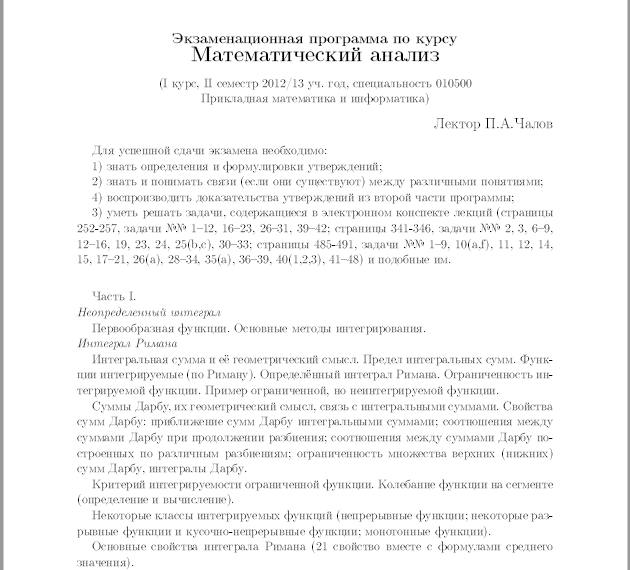 Экзаменационная программа по курсу
Математический анализ
(I курс, II семестр 2012/13 уч. год, специальность 010500
Прикладная математика и информатика)
Лектор П.А.Чалов
Для успешной сдачи экзамена необходимо:
1) знать определения и формулировки утверждений;
2) знать и понимать связи (если они существуют) между различными понятиями;
4) воспроизводить доказательства утверждений из второй части программы;
3) уметь решать задачи, содержащиеся в электронном конспекте лекций (страницы
252-257, задачи №№ 1–12, 16–23, 26–31, 39–42; страницы 341-346, задачи №№ 2, 3, 6–9,
12–16, 19, 23, 24, 25(b,c), 30–33; страницы 485-491, задачи №№ 1–9, 10(a,f), 11, 12, 14,
15, 17–21, 26(a), 28–34, 35(a), 36–39, 40(1,2,3), 41–48) и подобные им.
Часть I.
Неопределенный интеграл
Первообразная функции. Основные методы интегрирования.
Интеграл Римана
Интегральная сумма и её геометрический смысл. Предел интегральных сумм. Функ-
ции интегрируемые (по Риману). Определённый интеграл Римана. Ограниченность ин-
тегрируемой функции. Пример ограниченной, но неинтегрируемой функции.
Суммы Дарбу, их геометрический смысл, связь с интегральными суммами. Свойства
сумм Дарбу: приближение сумм Дарбу интегральными суммами; соотношения между
суммами Дарбу при продолжении разбиения; соотношения между суммами Дарбу по-
строенных по различным разбиениям; ограниченность множества верхних (нижних)
сумм Дарбу, интегралы Дарбу.
Критерий интегрируемости ограниченной функции. Колебание функции на сегменте
(определение и вычисление).
Некоторые классы интегрируемых функций (непрерывные функции; некоторые раз-
рывные функции и кусочно-непрерывные функции; монотонные функции).
Основные свойства интеграла Римана (21 свойство вместе с формулами среднего
значения).